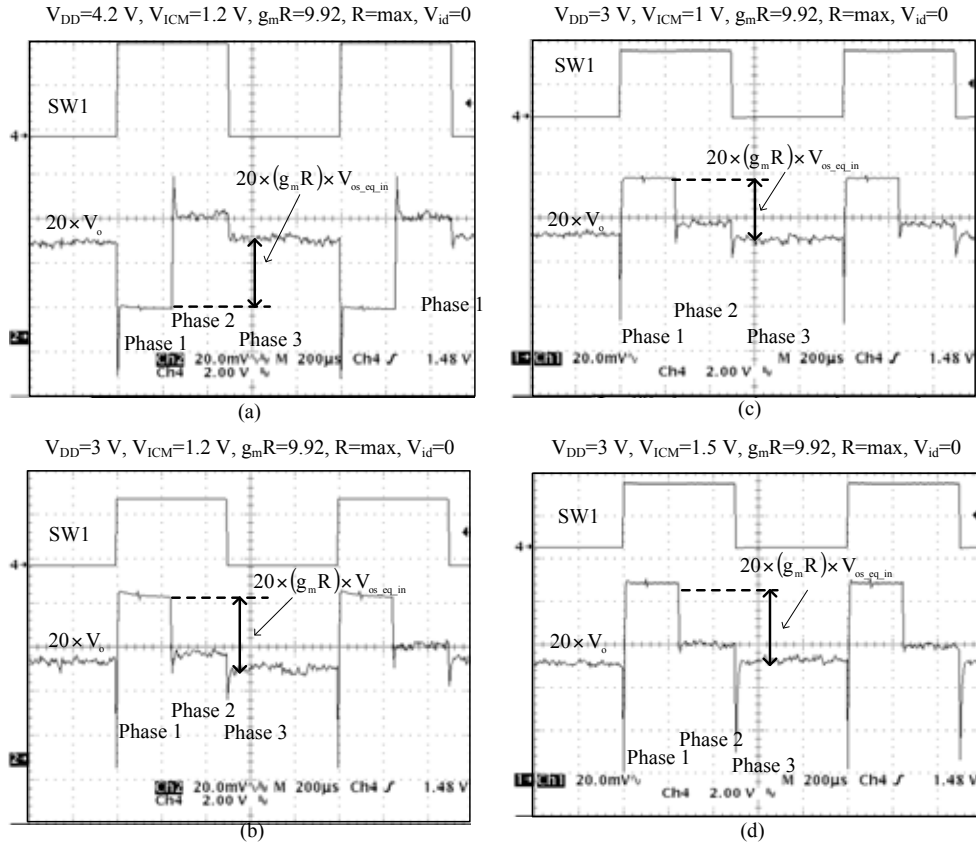 V_DD=4.2 V, V_ICM=1.2 V, g_mR=9.92, R=max, V_id=0
SW1
4→
20×(g_mR)×V_os_eq_in
20×V_o
Phase 1
Phase 2
Phase 3
Phase 1
2→
Ch2 20.0mV∿∿ M 200µs Ch4 ∫ 1.48 V
Ch4 2.00 V ∿
(a)
V_DD=3 V, V_ICM=1 V, g_mR=9.92, R=max, V_id=0
SW1
4→
20×(g_mR)×V_os_eq_in
20×V_o
Phase 2
Phase 1
Phase 3
1→
Ch1 20.0mV∿ M 200µs Ch4 ∫ 1.48 V
Ch4 2.00 V ∿
(c)
V_DD=3 V, V_ICM=1.2 V, g_mR=9.92, R=max, V_id=0
SW1
4→
20×(g_mR)×V_os_eq_in
20×V_o
Phase 2
Phase 1
Phase 3
2→
Ch2 20.0mV∿∿ M 200µs Ch4 ∫ 1.48 V
Ch4 2.00 V ∿
(b)
V_DD=3 V, V_ICM=1.5 V, g_mR=9.92, R=max, V_id=0
SW1
4→
20×(g_mR)×V_os_eq_in
20×V_o
Phase 2
Phase 1
Phase 3
1→
Ch1 20.0mV∿ M 200µs Ch4 ∫ 1.48 V
Ch4 2.00 V ∿
(d)